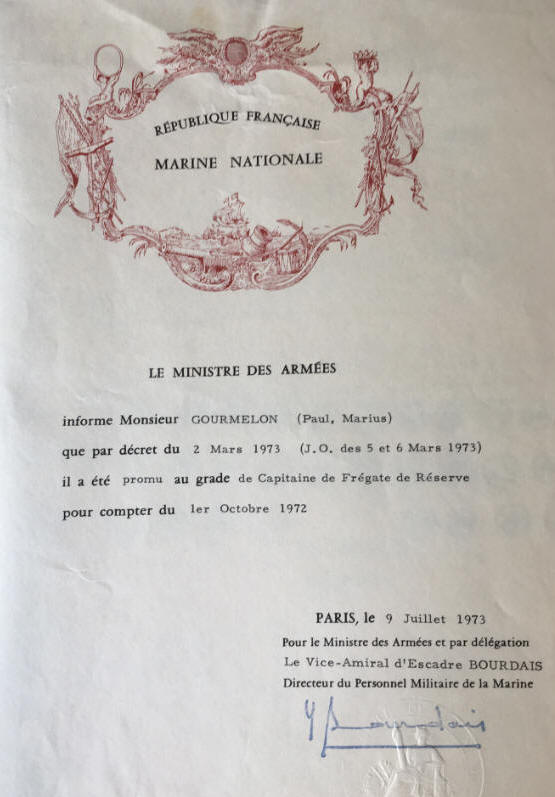 RÉPUBLIQUE FRANÇAISE
MARINE NATIONALE
LE MINISTRE DES ARMÉES
informe Monsieur GOURMELON (Paul, Marius)
que par décret du 2 Mars 1973 (J.O. des 5 et 6 Mars 1973)
il a été promu au grade de Capitaine de Frégate de Réserve
pour compter du 1er Octobre 1972
PARIS, le 9 Juillet 1973
Pour le Ministre des Armées et par délégation
Le Vice-Amiral d'Escadre BOURDAIS
Directeur du Personnel Militaire de la Marine
Y Bourdais